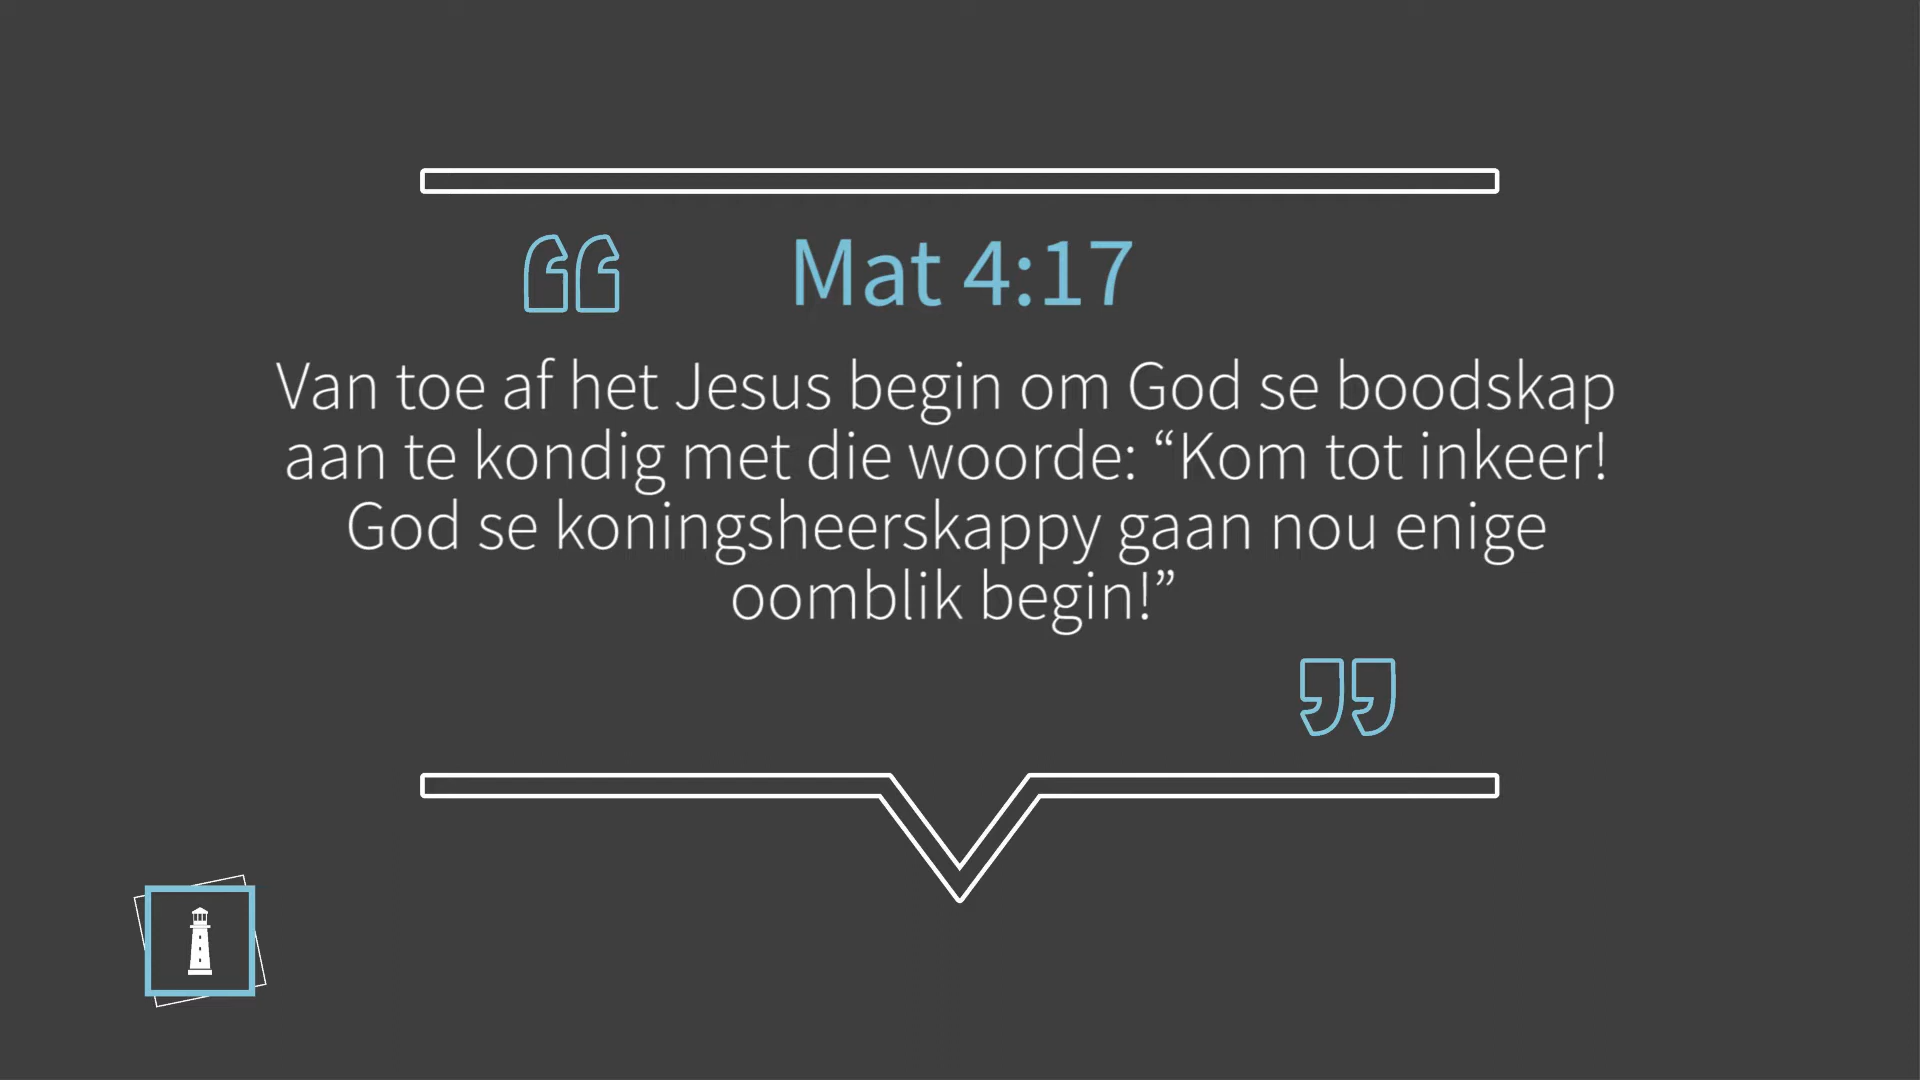 Mat 4:17
Van toe af het Jesus begin om God se boodskap
aan te kondig met die woorde: “Kom tot inkeer!
God se koningsheerskappy gaan nou enige
oomblik begin!”